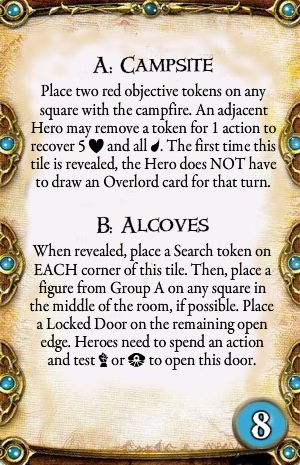 A: Campsite
Place two red objective tokens on any
square with the campfire. An adjacent
Hero may remove a token for 1 action to
recover 5 and all . The first time this
tile is revealed, the Hero does NOT have
to draw an Overlord card for that turn.
B: Alcoves
When revealed, place a Search token on
EACH corner of this tile. Then, place a
figure from Group A on any square in
the middle of the room, if possible. Place
a Locked Door on the remaining open
edge. Heroes need to spend an action
and test or to open this door.
8